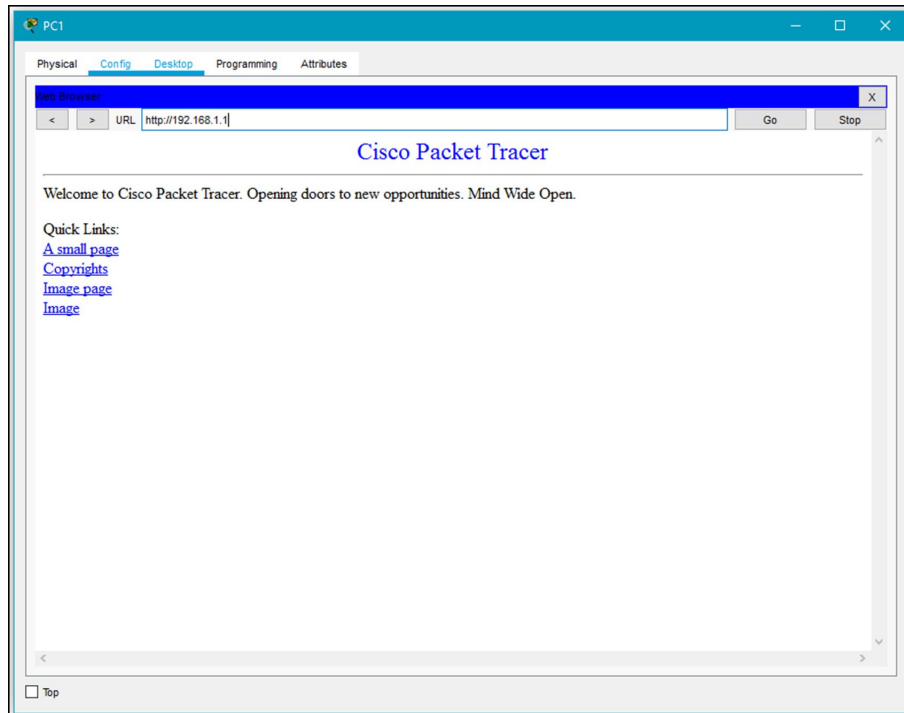 PC1
Physical Config Desktop Programming Attributes
Web Browser X
< > URL http://192.168.1.1 Go Stop
Cisco Packet Tracer
Welcome to Cisco Packet Tracer. Opening doors to new opportunities. Mind Wide Open.
Quick Links:
A small page
Copyrights
Image page
Image
Top